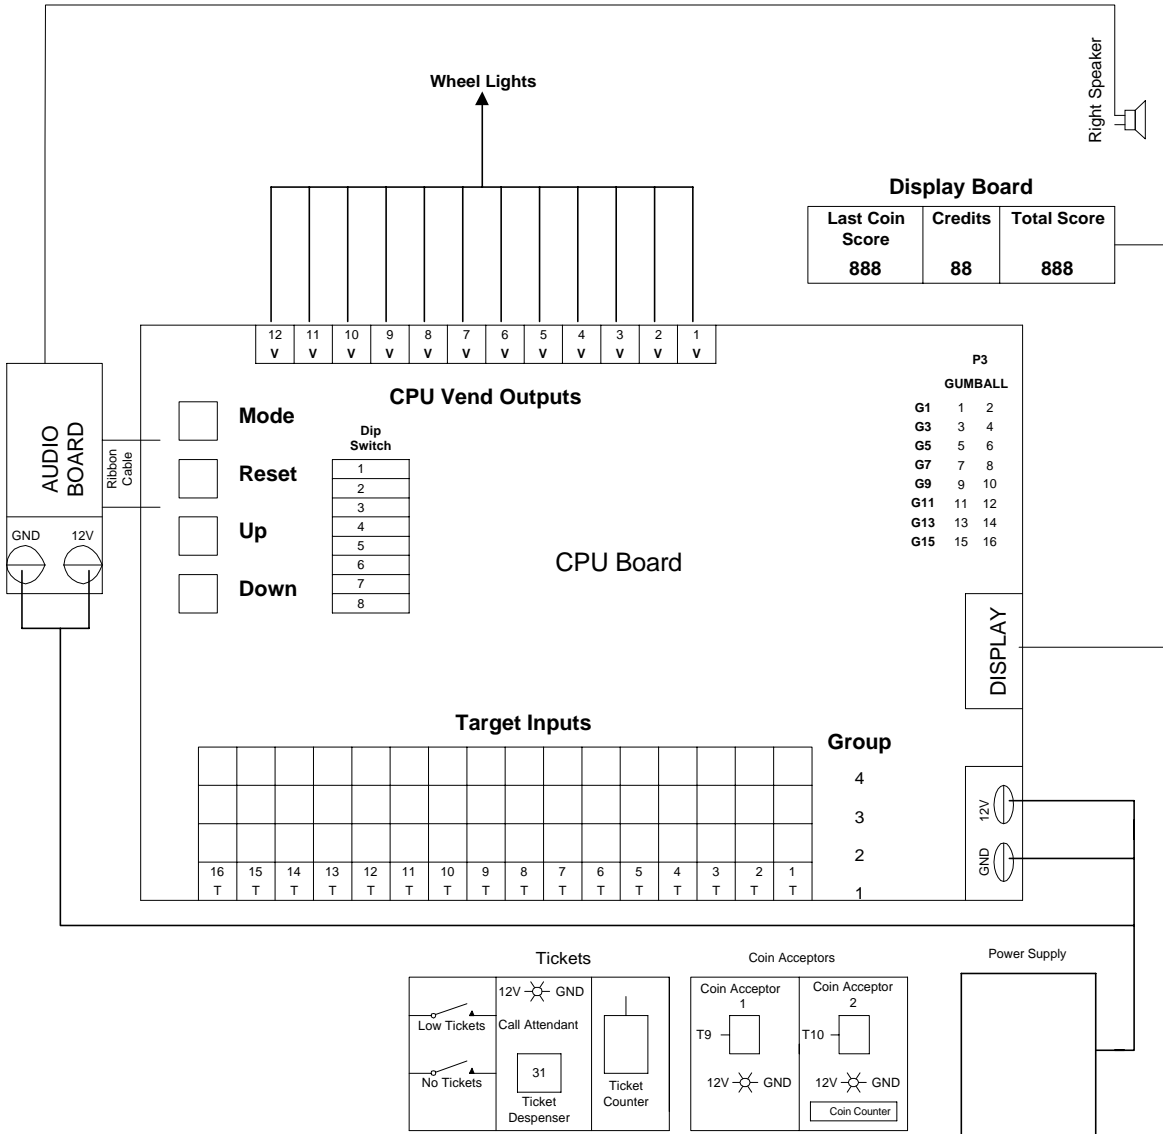 Right Speaker
Wheel Lights
Display Board
Last Coin Score
Credits
Total Score
888
88
888
12 11 10 9 8 7 6 5 4 3 2 1
V V V V V V V V V V V V
CPU Vend Outputs
P3
GUMBALL
G1 1 2
G3 3 4
G5 5 6
G7 7 8
G9 9 10
G11 11 12
G13 13 14
G15 15 16
AUDIO
BOARD
Ribbon
Cable
GND 12V
Mode
Reset
Up
Down
Dip
Switch
1
2
3
4
5
6
7
8
CPU Board
DISPLAY
Target Inputs
Group
4
3
2
1
16 15 14 13 12 11 10 9 8 7 6 5 4 3 2 1
T T T T T T T T T T T T T T T T
12V
GND
Tickets
Low Tickets
No Tickets
12V GND
Call Attendant
31
Ticket
Despenser
Ticket
Counter
Coin Acceptors
Coin Acceptor
1
T9
12V GND
Coin Acceptor
2
T10
12V GND
Coin Counter
Power Supply